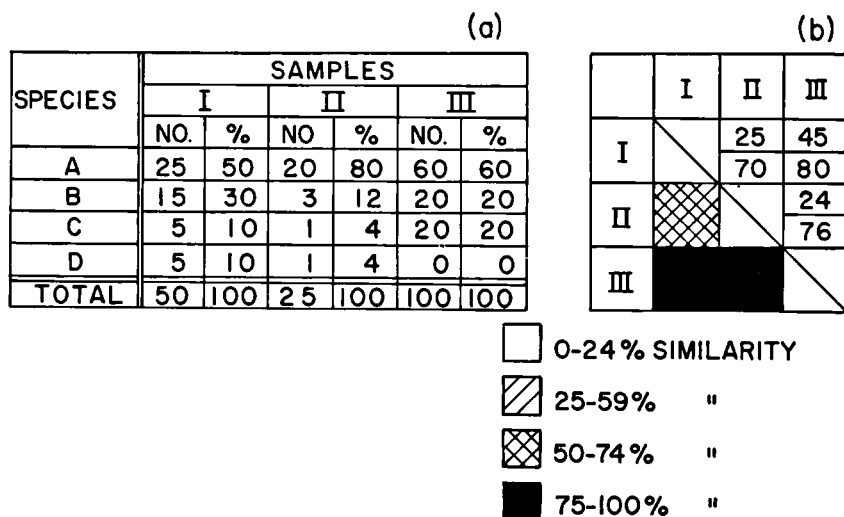 (a)
SAMPLES
SPECIES I II III
NO. % NO % NO. %
A 25 50 20 80 60 60
B 15 30 3 12 20 20
C 5 10 1 4 20 20
D 5 10 1 4 0 0
TOTAL 50 100 25 100 100 100
(b)
I II III
I 25 45
70 80
II 24
76
III
0-24% SIMILARITY
25-59% "
50-74% "
75-100% "